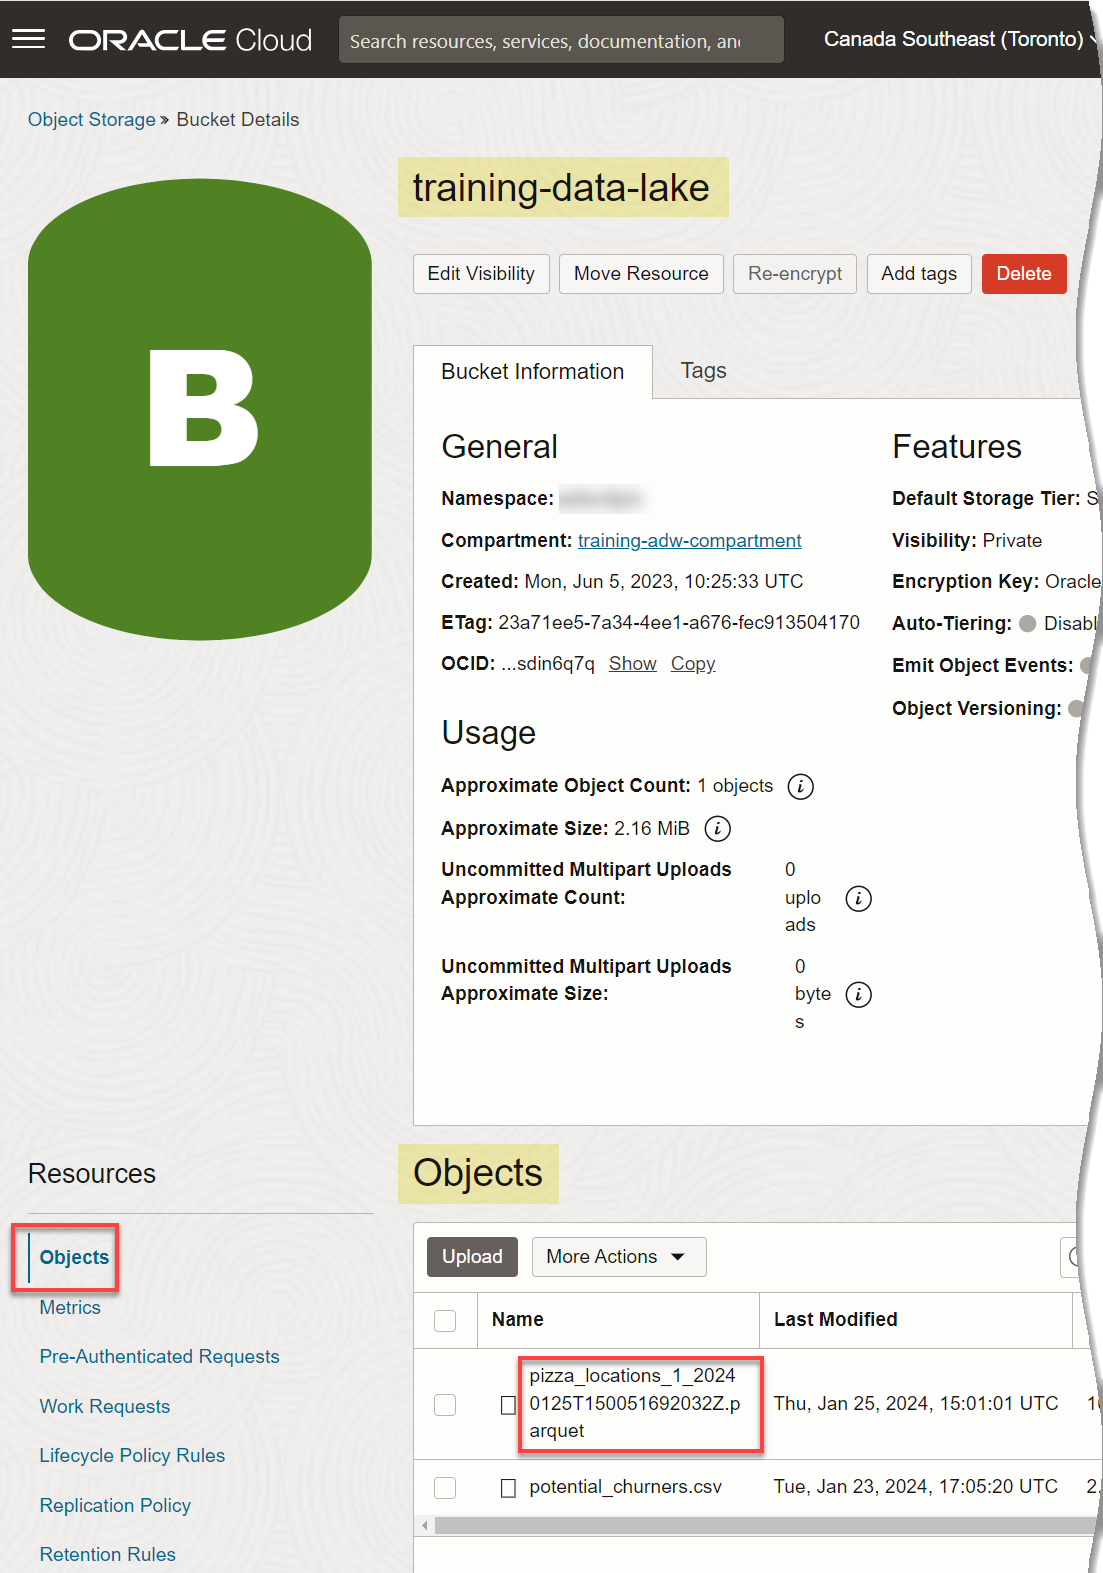 ORACLE Cloud
Search resources, services, documentation, an
Canada Southeast (Toronto)
Object Storage » Bucket Details
B
training-data-lake
Edit Visibility
Move Resource
Re-encrypt
Add tags
Delete
Bucket Information
Tags
General
Namespace:
Compartment: training-adw-compartment
Created: Mon, Jun 5, 2023, 10:25:33 UTC
ETag: 23a71ee5-7a34-4ee1-a676-fec913504170
OCID: ...sdin6q7q Show Copy
Features
Default Storage Tier: S
Visibility: Private
Encryption Key: Oracle
Auto-Tiering: Disabl
Emit Object Events:
Object Versioning:
Usage
Approximate Object Count: 1 objects
Approximate Size: 2.16 MiB
Uncommitted Multipart Uploads
Approximate Count:
0
uplo
ads
Uncommitted Multipart Uploads
Approximate Size:
0
byte
s
Resources
Objects
Metrics
Pre-Authenticated Requests
Work Requests
Lifecycle Policy Rules
Replication Policy
Retention Rules
Objects
Upload
More Actions
Name
Last Modified
pizza_locations_1_2024
0125T150051692032Z.p
arquet
Thu, Jan 25, 2024, 15:01:01 UTC
potential_churners.csv
Tue, Jan 23, 2024, 17:05:20 UTC
2.